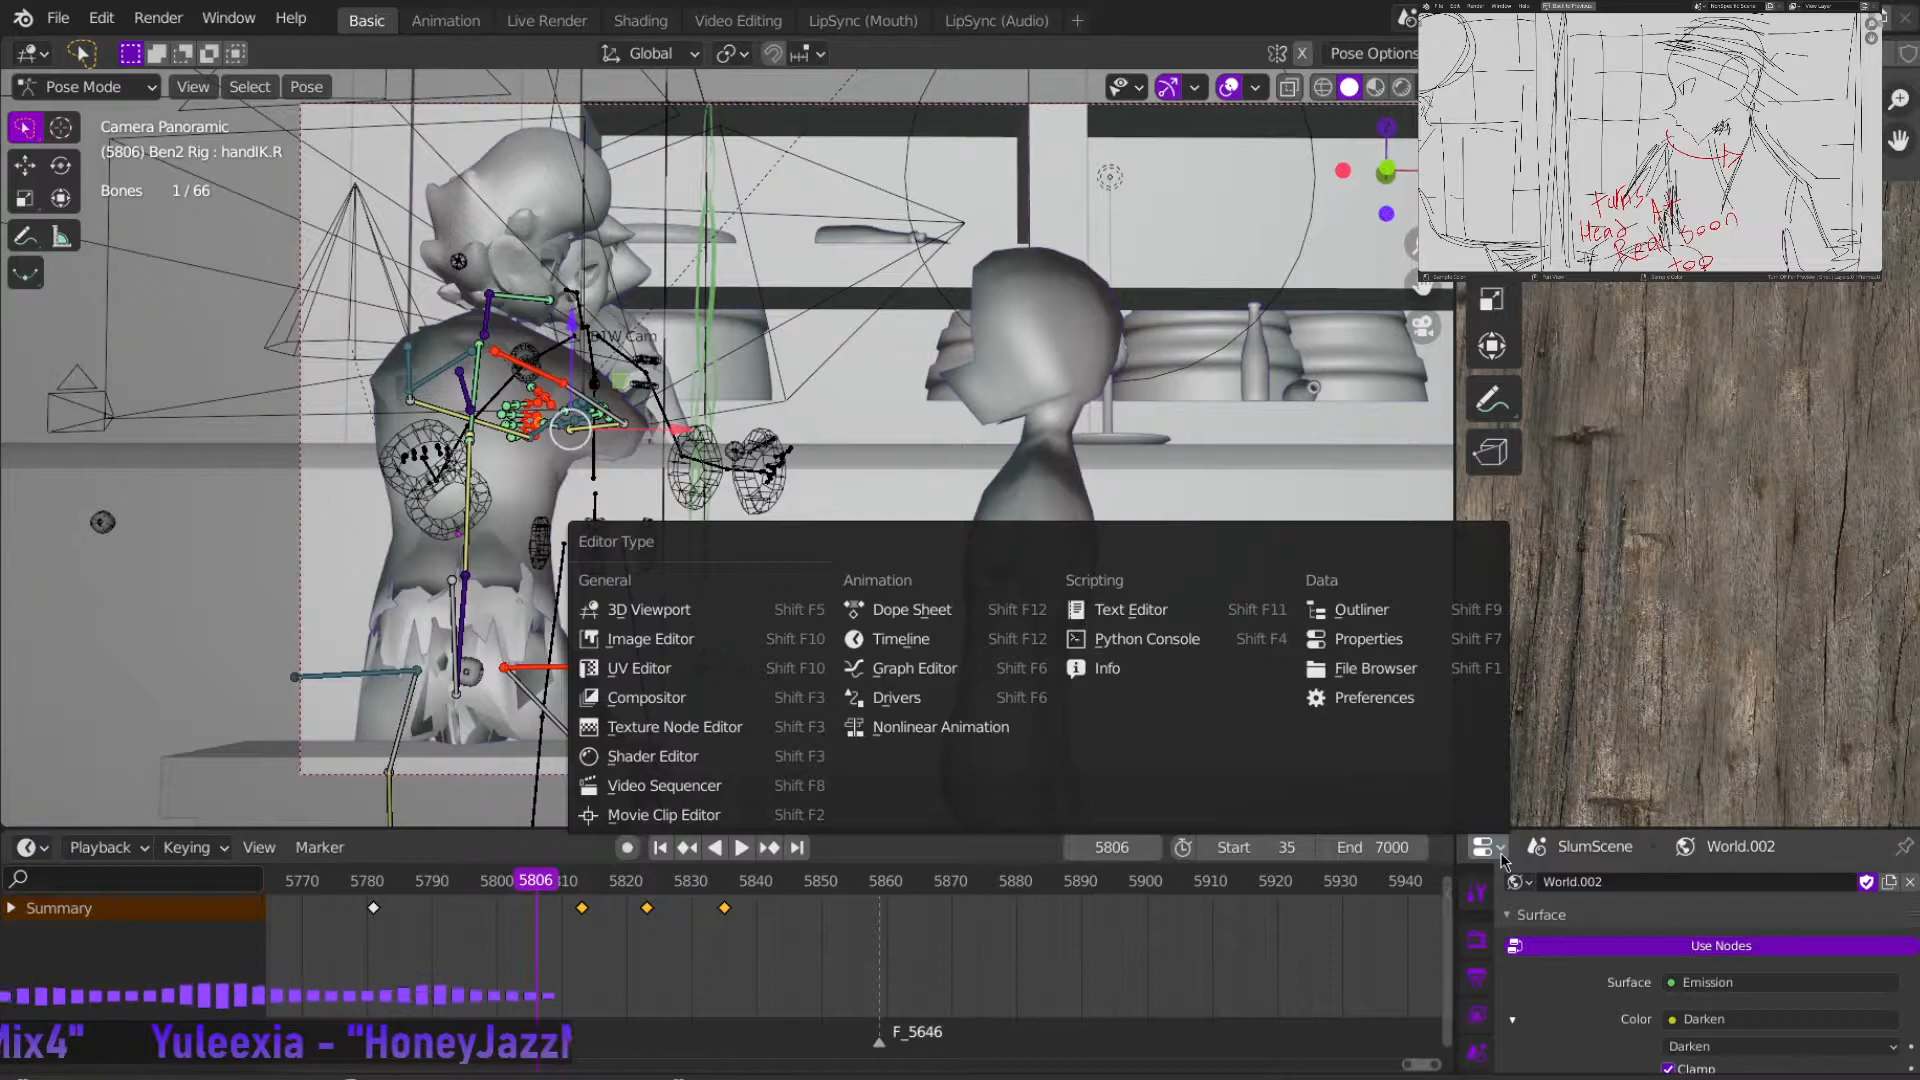 File Edit Render Window Help Basic Animation Live Rendering Shading Video Editing LipSync (Mouth) LipSync (Audio) +
Global Pose Options
Pose Mode View Select Pose
Camera Panoramic
(5806) Ben2 Rig : handIK.R
Bones 1 / 66
Turns At
Head Real Soon
too
Editor Type
General Animation Scripting Data
3D Viewport Shift F5 Dope Sheet Shift F12 Text Editor Shift F11 Outliner Shift F9
Image Editor Shift F10 Timeline Shift F12 Python Console Shift F4 Properties Shift F7
UV Editor Shift F10 Graph Editor Shift F6 Info File Browser Shift F1
Compositor Shift F3 Drivers Shift F6 Preferences
Texture Node Editor Shift F3 Nonlinear Animation
Shader Editor Shift F3
Video Sequencer Shift F8
Movie Clip Editor Shift F2
Playback Keying View Marker 5806 Start 35 End 7000 SlumScene World.002
5770 5780 5790 5800 5806 5820 5830 5840 5850 5860 5870 5880 5890 5900 5910 5920 5930 5940
World.002
Summary
Surface
Use Nodes
Surface Emission
Color Darken
Darken
Clamp
F_5646
Mix4" Yuleexia - "HoneyJazz